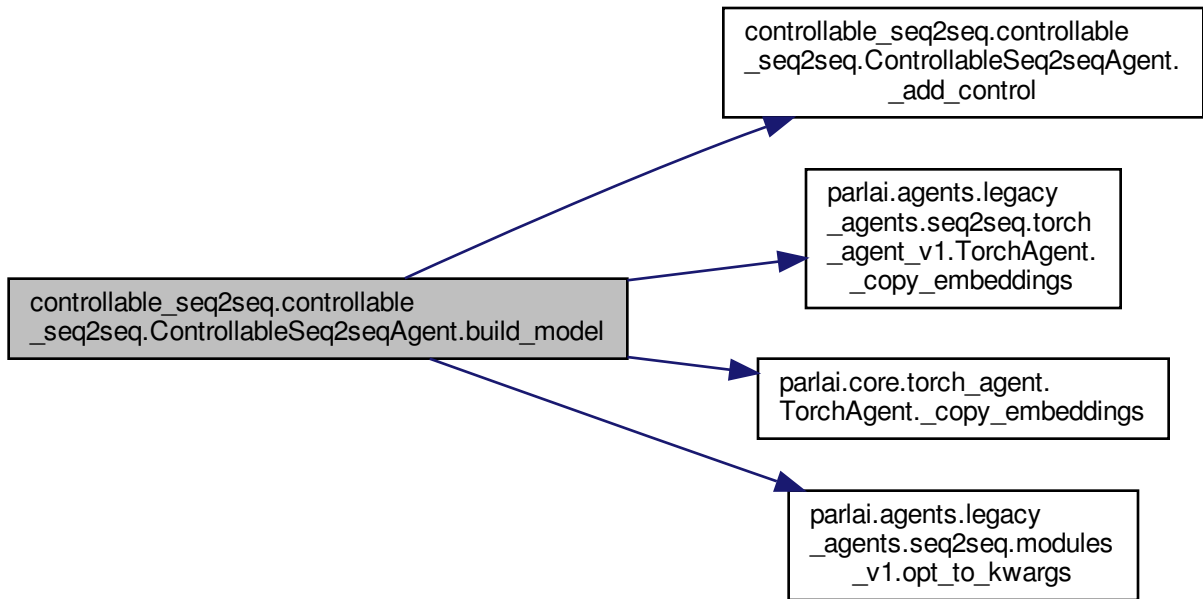 controllable_seq2seq.controllable
_seq2seq.ControllableSeq2seqAgent.build_model
controllable_seq2seq.controllable
_seq2seq.ControllableSeq2seqAgent.
_add_control
parlai.agents.legacy
_agents.seq2seq.torch
_agent_v1.TorchAgent.
_copy_embeddings
parlai.core.torch_agent.
TorchAgent._copy_embeddings
parlai.agents.legacy
_agents.seq2seq.modules
_v1.opt_to_kwargs